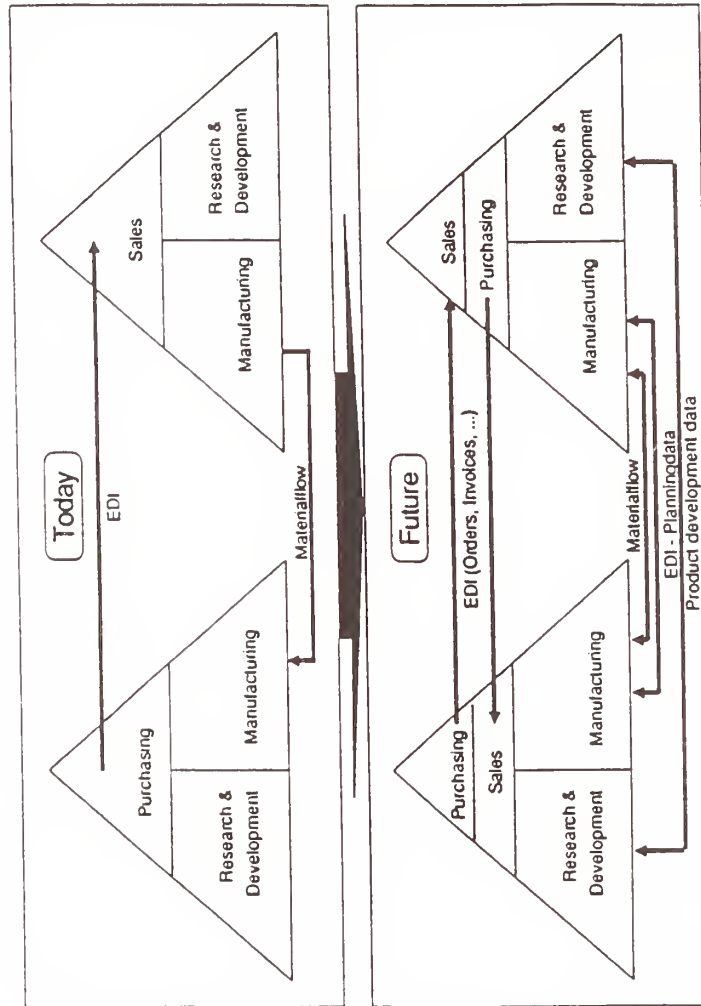 Today
EDI
Purchasing
Research &
Development
Manufacturing
Sales
Manufacturing
Research &
Development
Materialflow
Future
EDI (Orders, Invoices, ...)
Purchasing
Sales
Research &
Development
Manufacturing
Sales
Purchasing
Manufacturing
Research &
Development
Materialflow
EDI - Planningdata
Product development data